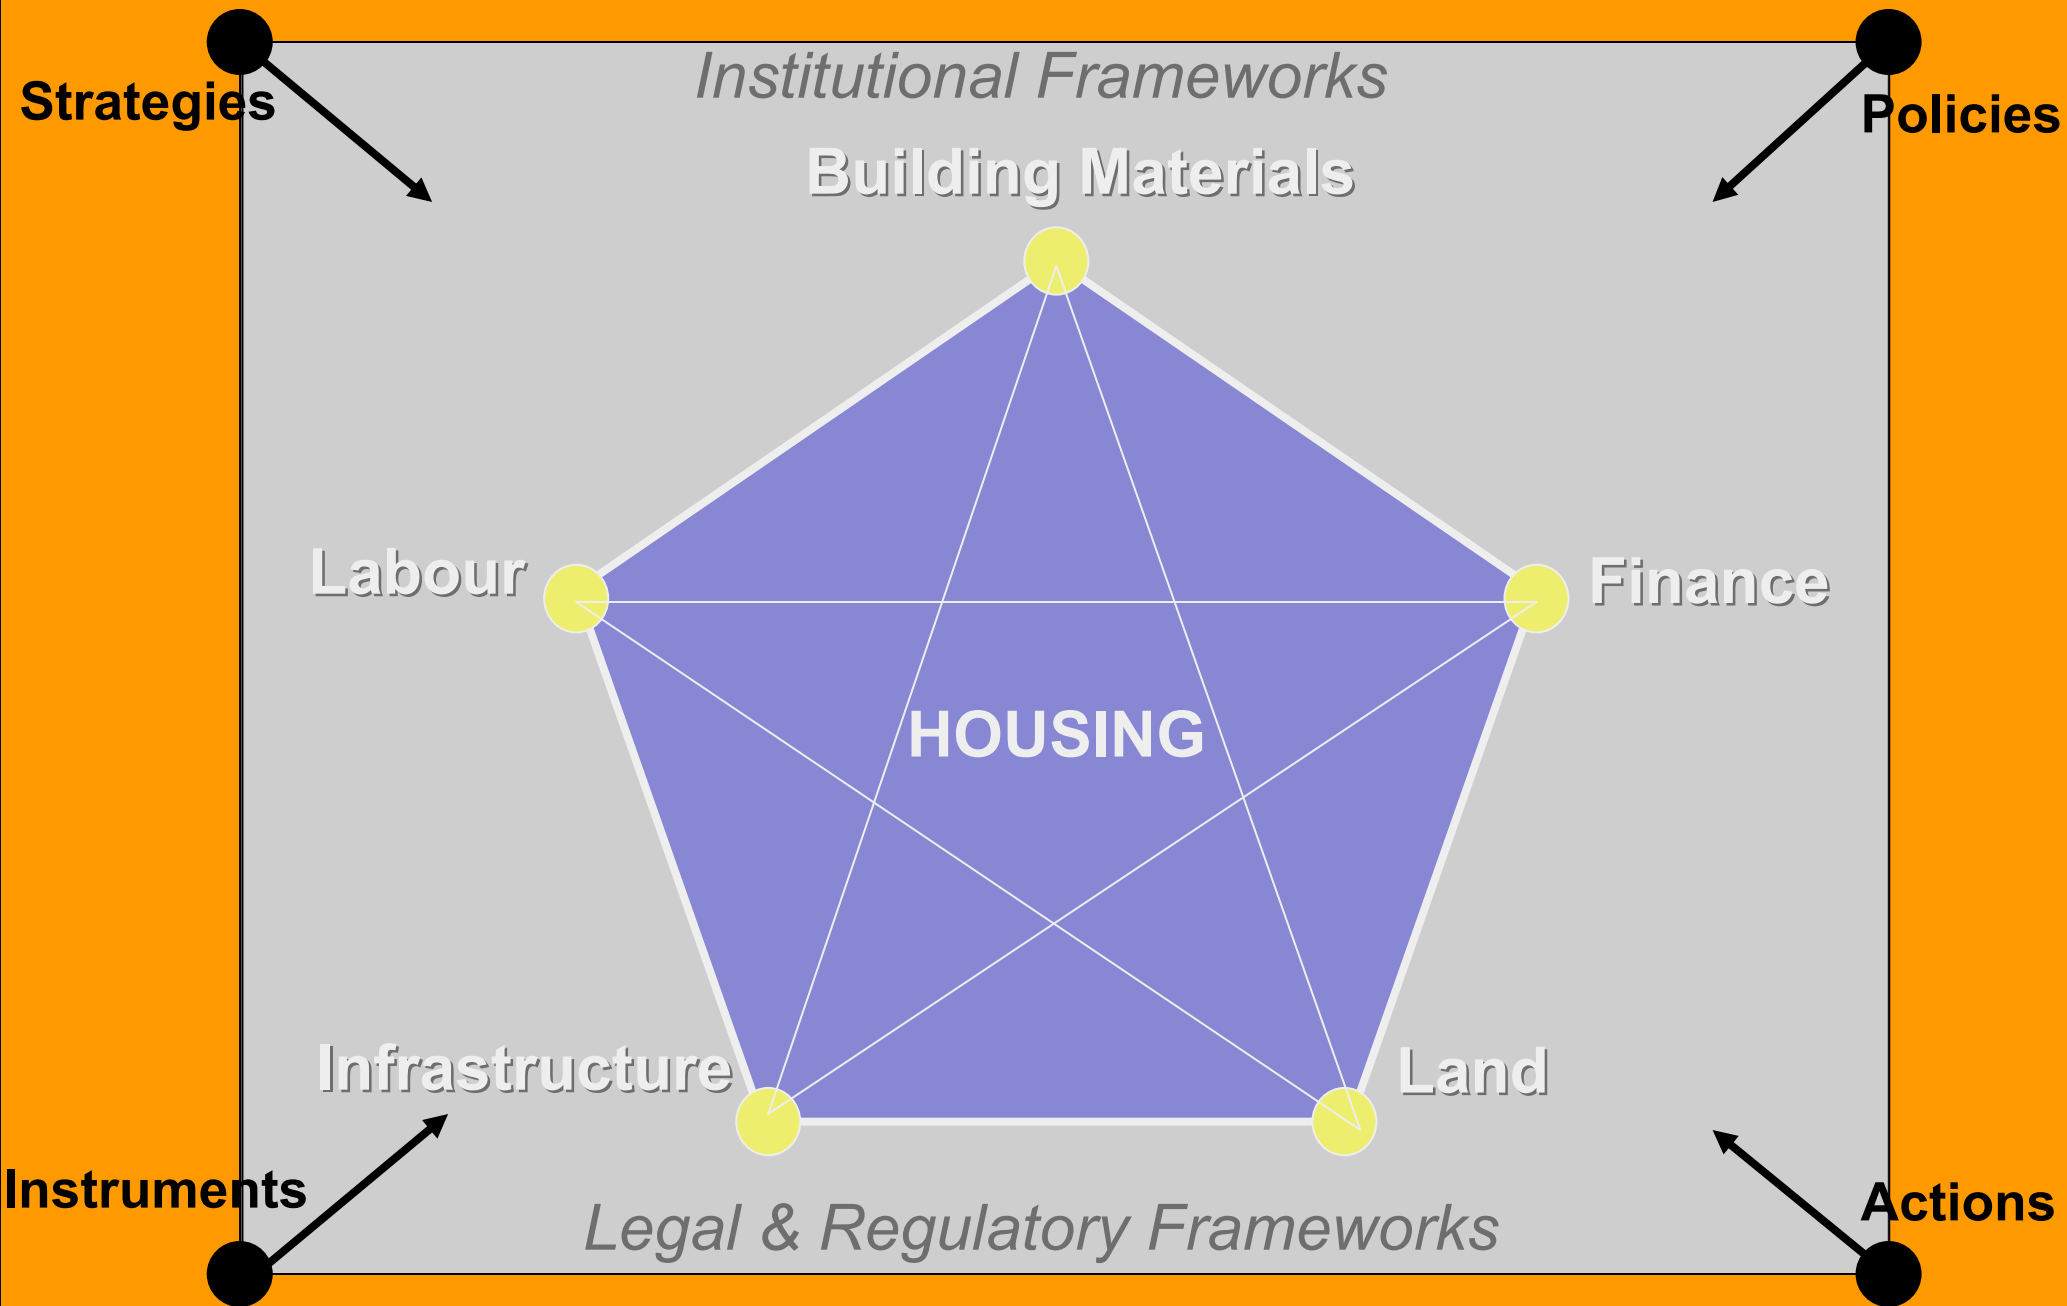 Institutional Frameworks
Strategies
Policies
Building Materials
Labour
Finance
HOUSING
Infrastructure
Land
Instruments
Actions
Legal & Regulatory Frameworks